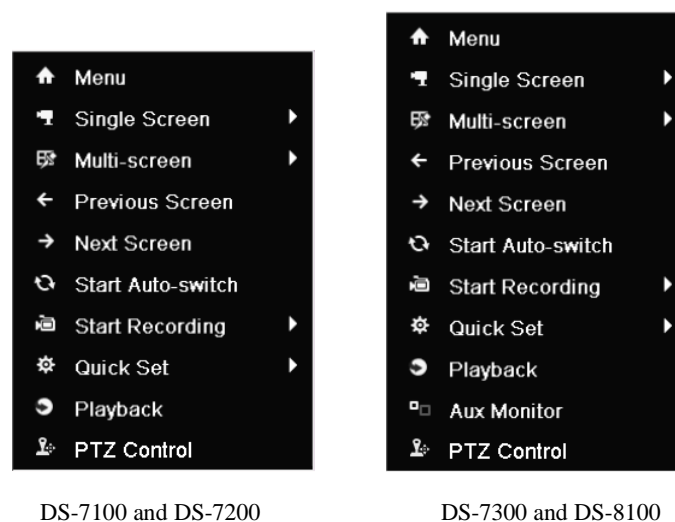 Menu
Single Screen
Multi-screen
Previous Screen
Next Screen
Start Auto-switch
Start Recording
Quick Set
Playback
PTZ Control
DS-7100 and DS-7200
Menu
Single Screen
Multi-screen
Previous Screen
Next Screen
Start Auto-switch
Start Recording
Quick Set
Playback
Aux Monitor
PTZ Control
DS-7300 and DS-8100